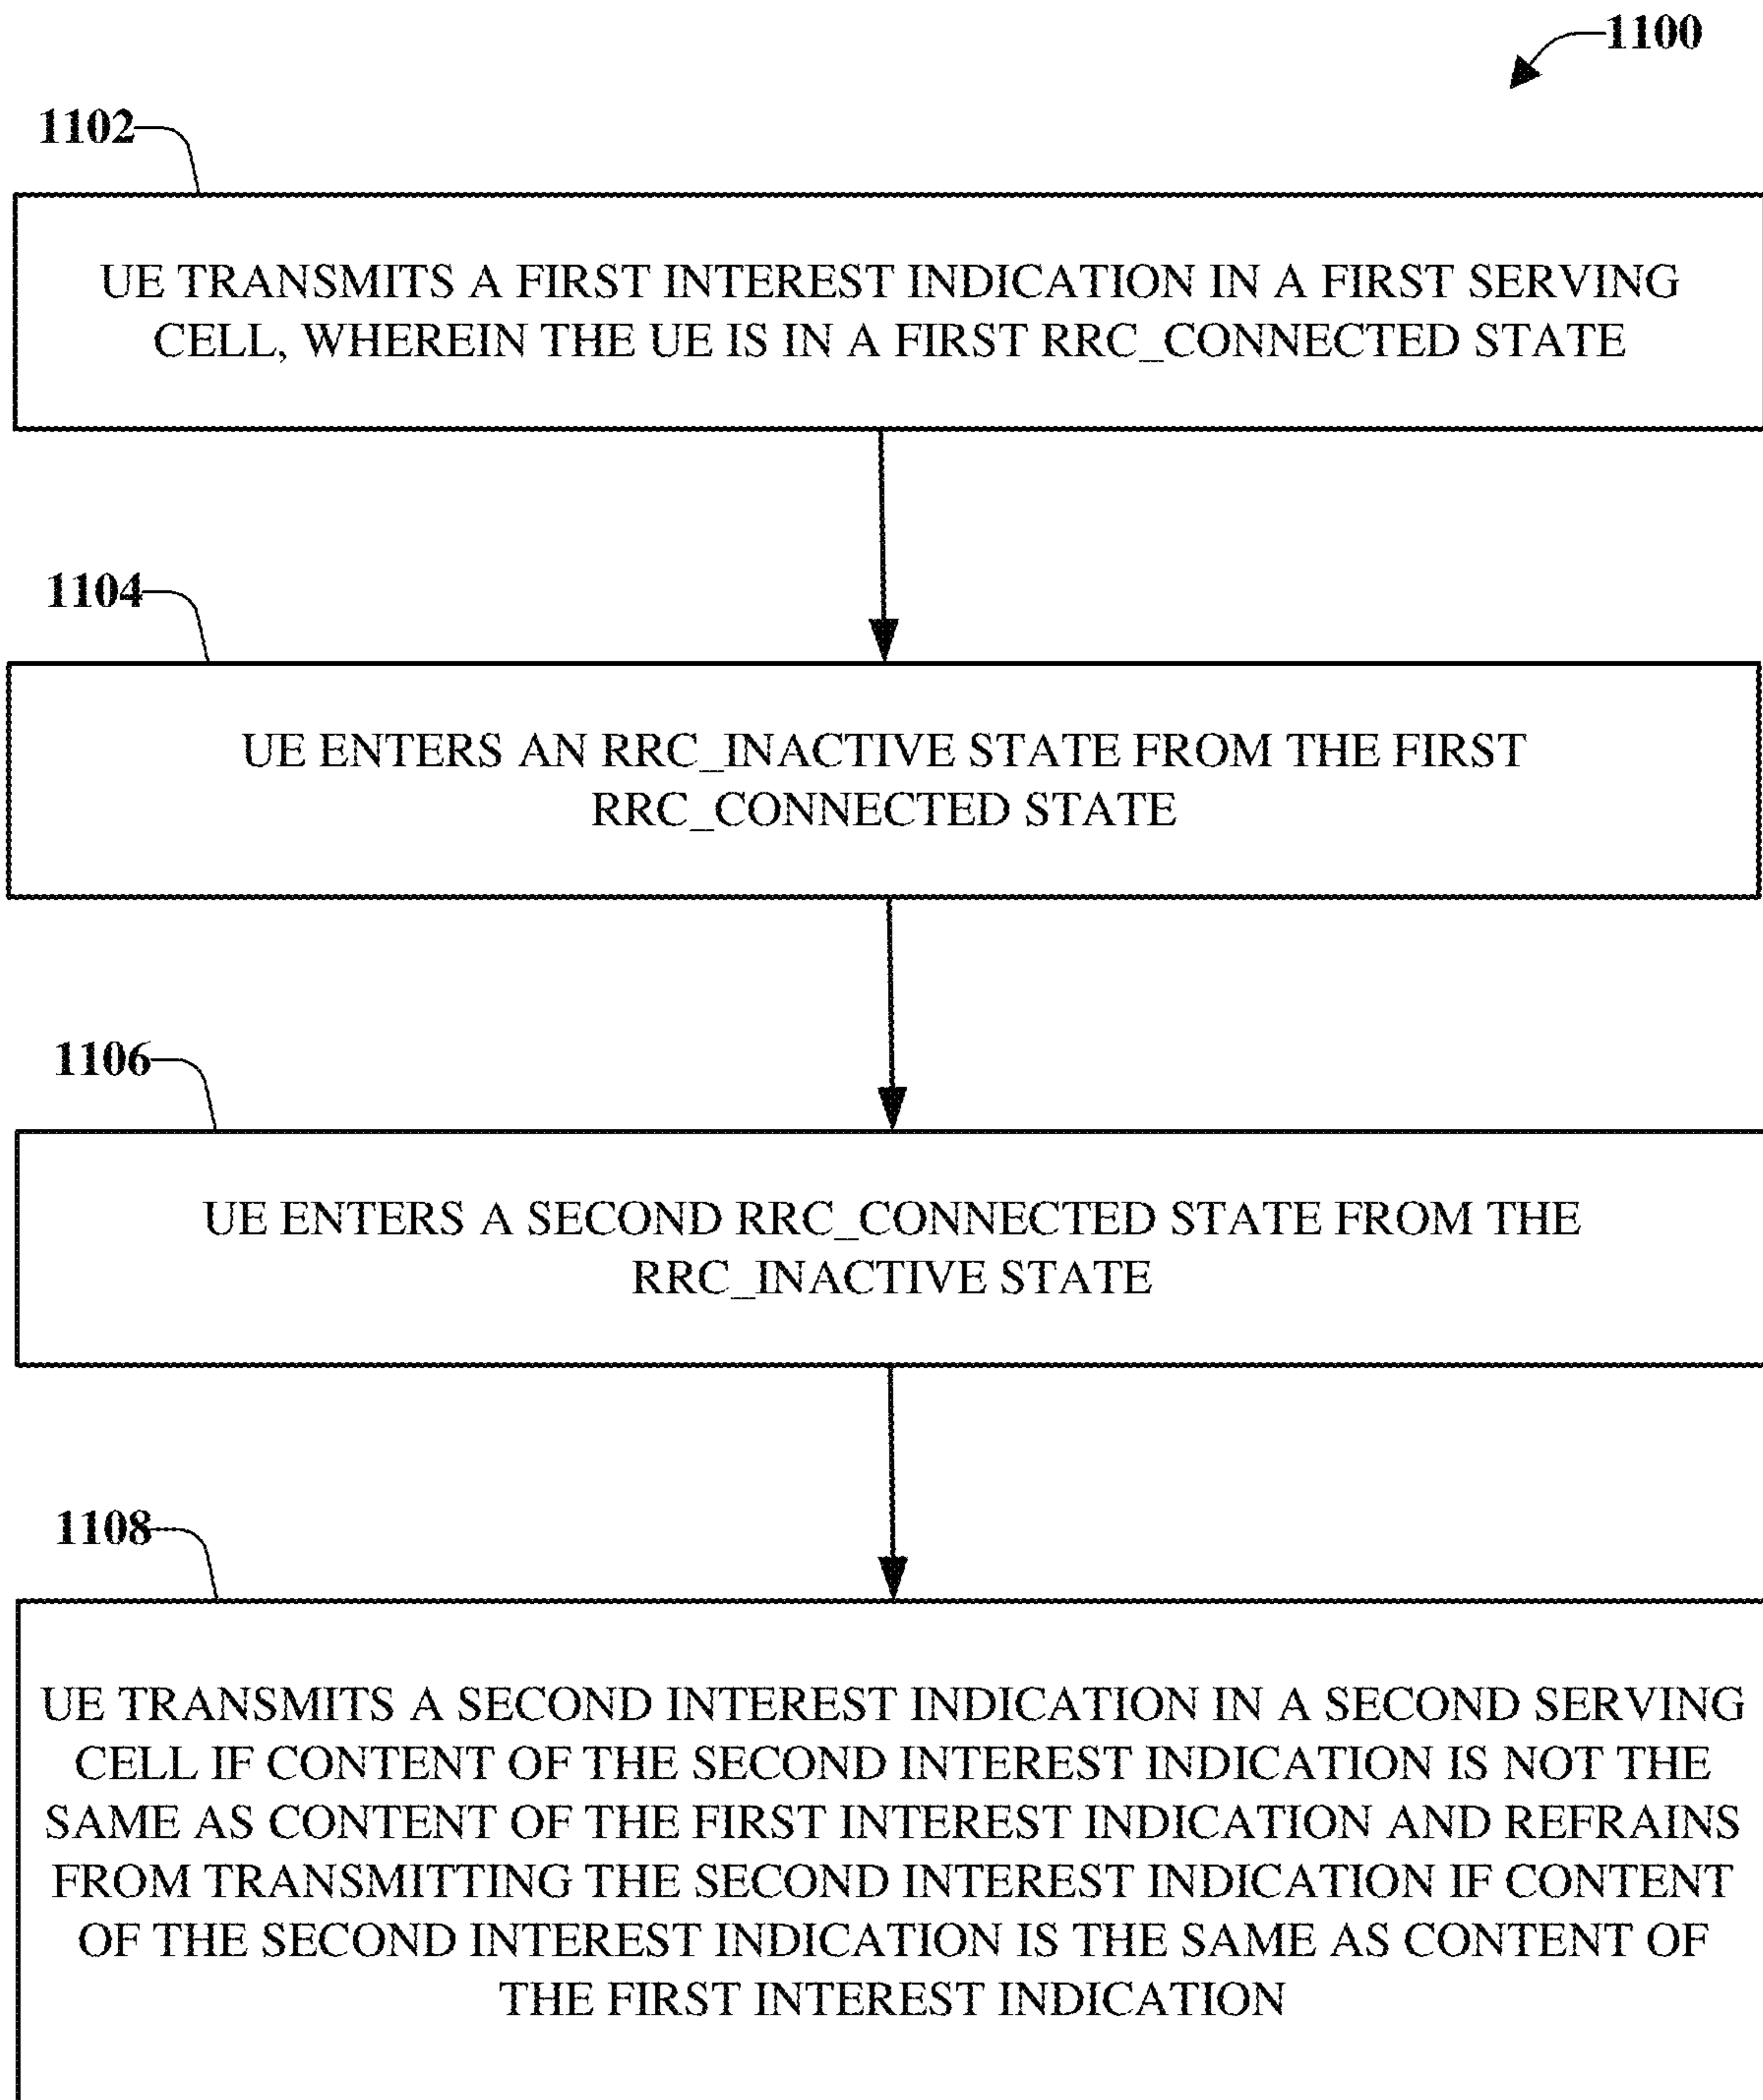 1100
1102
UE TRANSMITS A FIRST INTEREST INDICATION IN A FIRST SERVING
CELL, WHEREIN THE UE IS IN A FIRST RRC_CONNECTED STATE
1104
UE ENTERS AN RRC_INACTIVE STATE FROM THE FIRST
RRC_CONNECTED STATE
1106
UE ENTERS A SECOND RRC_CONNECTED STATE FROM THE
RRC_INACTIVE STATE
1108
UE TRANSMITS A SECOND INTEREST INDICATION IN A SECOND SERVING
CELL IF CONTENT OF THE SECOND INTEREST INDICATION IS NOT THE
SAME AS CONTENT OF THE FIRST INTEREST INDICATION AND REFRAINS
FROM TRANSMITTING THE SECOND INTEREST INDICATION IF CONTENT
OF THE SECOND INTEREST INDICATION IS THE SAME AS CONTENT OF
THE FIRST INTEREST INDICATION